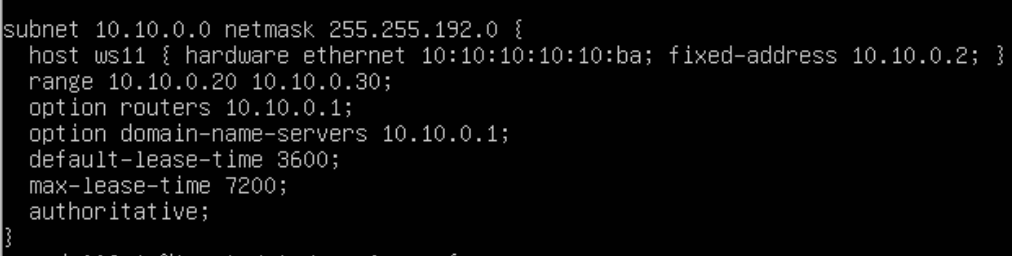 subnet 10.10.0.0 netmask 255.255.192.0 {
host ws11 { hardware ethernet 10:10:10:10:10:ba; fixed-address 10.10.0.2; }
range 10.10.0.20 10.10.0.30;
option routers 10.10.0.1;
option domain-name-servers 10.10.0.1;
default-lease-time 3600;
max-lease-time 7200;
authoritative;
}